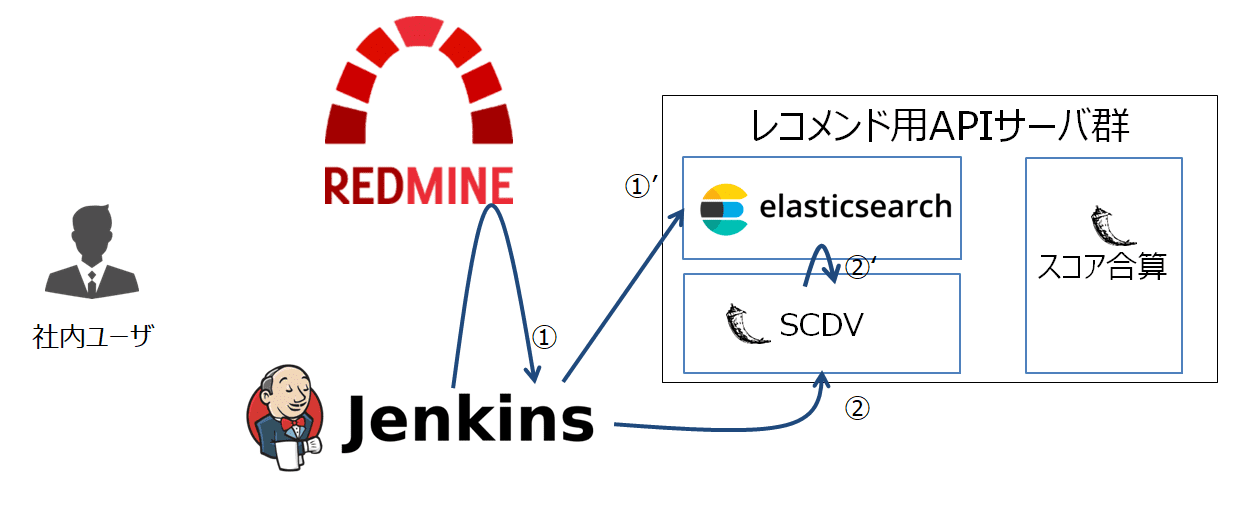 REDMINE
レコメンド用APIサーバ群
①’
elasticsearch
②‘
スコア合算
SCDV
社内ユーザ
①
Jenkins
②